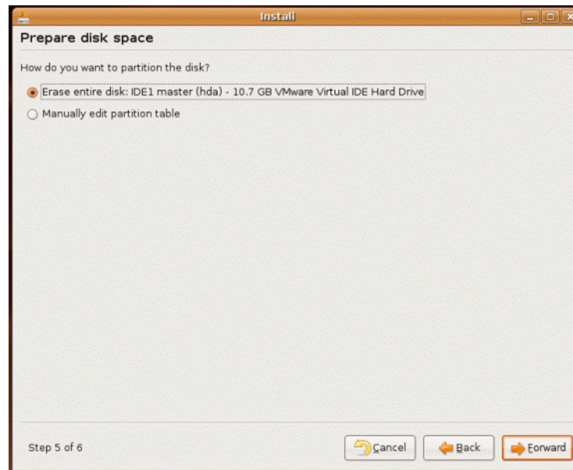 Install
Prepare disk space
How do you want to partition the disk?
Erase entire disk: IDE1 master (hda) - 10.7 GB VMware Virtual IDE Hard Drive
Manually edit partition table
Step 5 of 6
Cancel
Back
Forward